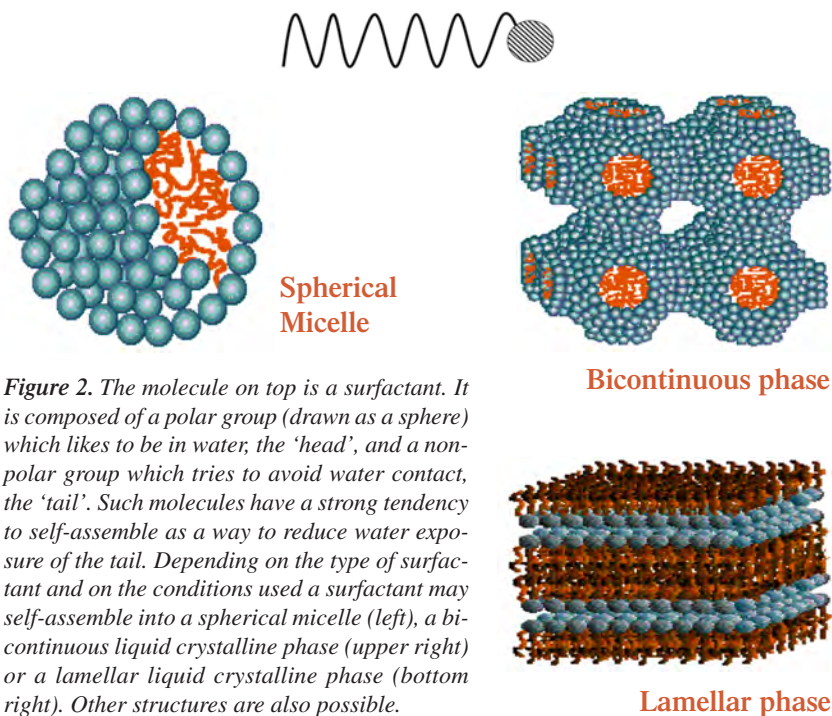 Spherical
Micelle
Bicontinuous phase
Figure 2. The molecule on top is a surfactant. It
is composed of a polar group (drawn as a sphere)
which likes to be in water, the ‘head’, and a non-
polar group which tries to avoid water contact,
the ‘tail’. Such molecules have a strong tendency
to self-assemble as a way to reduce water expo-
sure of the tail. Depending on the type of surfac-
tant and on the conditions used a surfactant may
self-assemble into a spherical micelle (left), a bi-
continuous liquid crystalline phase (upper right)
or a lamellar liquid crystalline phase (bottom
right). Other structures are also possible.
Lamellar phase